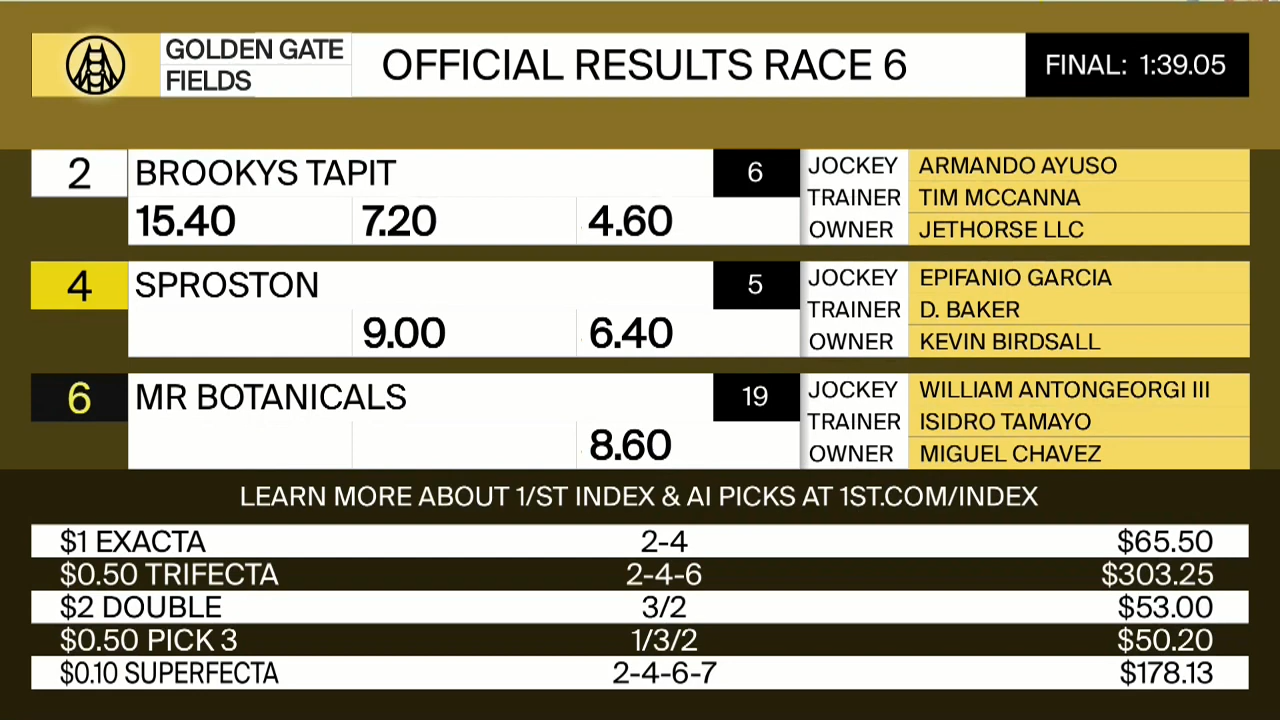 GOLDEN GATE
FIELDS
OFFICIAL RESULTS RACE 6
FINAL: 1:39.05
2
BROOKYS TAPIT
6
15.40 7.20 4.60
JOCKEY ARMANDO AYUSO
TRAINER TIM MCCANNA
OWNER JETHORSE LLC
4
SPROSTON
5
9.00 6.40
JOCKEY EPIFANIO GARCIA
TRAINER D. BAKER
OWNER KEVIN BIRDSALL
6
MR BOTANICALS
19
8.60
JOCKEY WILLIAM ANTONGEORGI III
TRAINER ISIDRO TAMAYO
OWNER MIGUEL CHAVEZ
LEARN MORE ABOUT 1/ST INDEX & AI PICKS AT 1ST.COM/INDEX
$1 EXACTA 2-4 $65.50
$0.50 TRIFECTA 2-4-6 $303.25
$2 DOUBLE 3/2 $53.00
$0.50 PICK 3 1/3/2 $50.20
$0.10 SUPERFECTA 2-4-6-7 $178.13